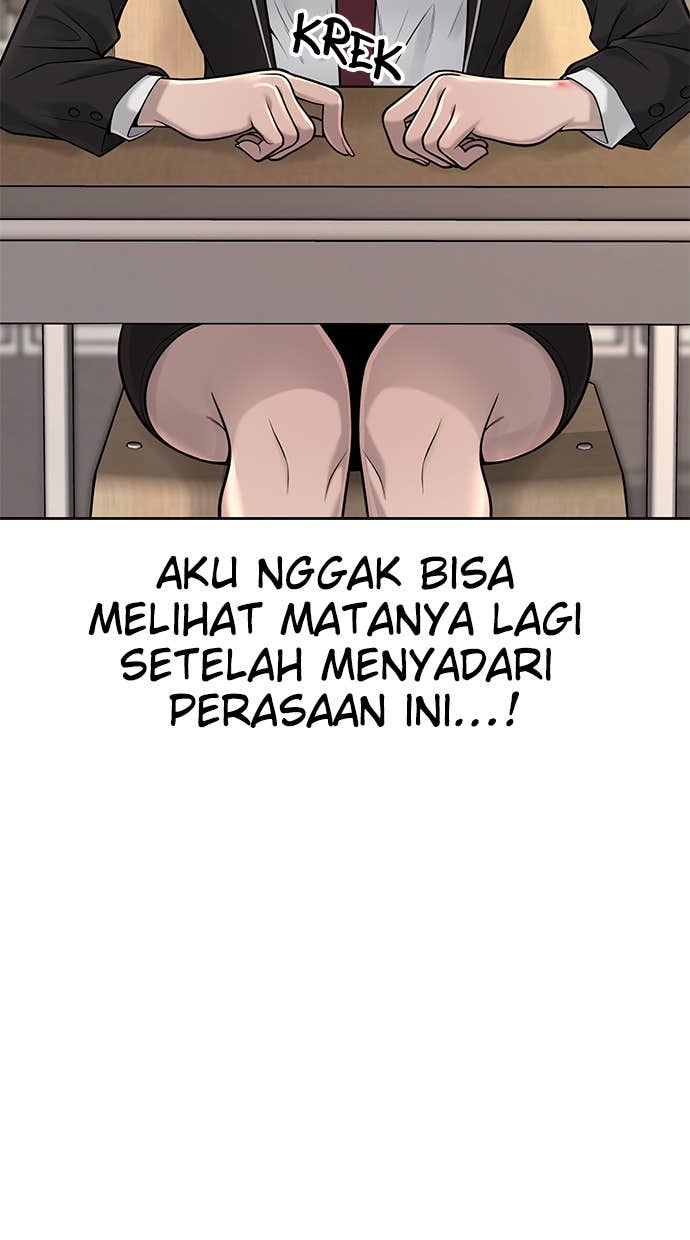 KREK
AKU NGGAK BISA
MELIHAT MATANYA LAGI
SETELAH MENYADARI
PERASAAN INI...!